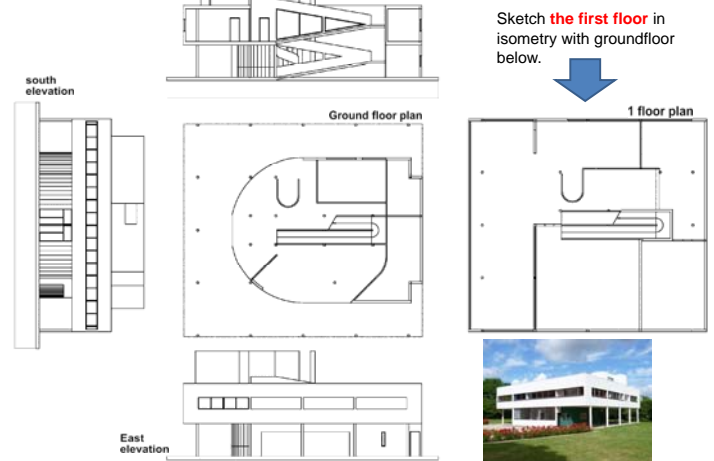 Sketch the first floor in
isometry with groundfloor
below.
south
elevation
Ground floor plan
1 floor plan
East
elevation